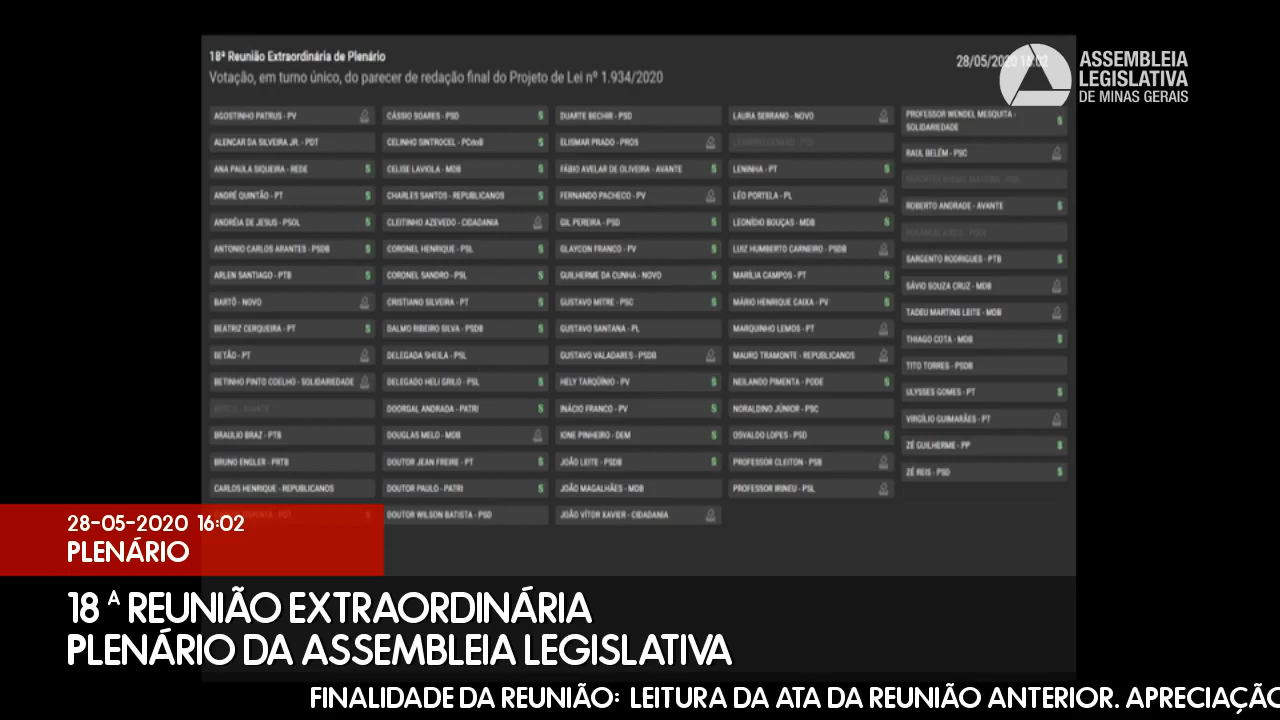 18ª Reunião Extraordinária de Plenário
28/05/2020 16:02
Votação, em turno único, do parecer de redação final do Projeto de Lei nº 1.934/2020
ASSEMBLEIA
LEGISLATIVA
DE MINAS GERAIS
AGOSTINHO PATRUS - PV
ALENCAR DA SILVEIRA JR. - PDT
ANA PAULA SIQUEIRA - REDE S
ANDRÉ QUINTÃO - PT S
ANDRÉIA DE JESUS - PSOL S
ANTONIO CARLOS ARANTES - PSDB S
ARLEN SANTIAGO - PTB S
BARTÔ - NOVO
BEATRIZ CERQUEIRA - PT S
BETÃO - PT
BETINHO PINTO COELHO - SOLIDARIEDADE
BRAULIO BRAZ - PTB
BRUNO ENGLER - PRTB
CARLOS HENRIQUE - REPUBLICANOS
CÁSSIO SOARES - PSD S
CELINHO SINTROCEL - PCdoB S
CELISE LAVIOLA - MDB S
CHARLES SANTOS - REPUBLICANOS S
CLEITINHO AZEVEDO - CIDADANIA
CORONEL HENRIQUE - PSL S
CORONEL SANDRO - PSL S
CRISTIANO SILVEIRA - PT S
DALMO RIBEIRO SILVA - PSDB S
DELEGADA SHEILA - PSL
DELEGADO HELI GRILO - PSL S
DOORGAL ANDRADA - PATRI S
DOUGLAS MELO - MDB
DOUTOR JEAN FREIRE - PT S
DOUTOR PAULO - PATRI S
DOUTOR WILSON BATISTA - PSD
DUARTE BECHIR - PSD
ELISMAR PRADO - PROS
FÁBIO AVELAR DE OLIVEIRA - AVANTE S
FERNANDO PACHECO - PV
GIL PEREIRA - PSD S
GLAYCON FRANCO - PV S
GUILHERME DA CUNHA - NOVO S
GUSTAVO MITRE - PSC S
GUSTAVO SANTANA - PL
GUSTAVO VALADARES - PSDB
HELY TARQÜÍNIO - PV S
INÁCIO FRANCO - PV S
IONE PINHEIRO - DEM S
JOÃO LEITE - PSDB S
JOÃO MAGALHÃES - MDB
JOÃO VÍTOR XAVIER - CIDADANIA
LAURA SERRANO - NOVO
LENINHA - PT S
LÉO PORTELA - PL
LEONÍDIO BOUÇAS - MDB S
LUIZ HUMBERTO CARNEIRO - PSDB
MARÍLIA CAMPOS - PT S
MÁRIO HENRIQUE CAIXA - PV S
MARQUINHO LEMOS - PT
MAURO TRAMONTE - REPUBLICANOS
NEILANDO PIMENTA - PODE S
NORALDINO JÚNIOR - PSC
OSVALDO LOPES - PSD S
PROFESSOR CLEITON - PSB
PROFESSOR IRINEU - PSL
PROFESSOR WENDEL MESQUITA -
SOLIDARIEDADE S
RAUL BELÉM - PSC
ROBERTO ANDRADE - AVANTE S
SARGENTO RODRIGUES - PTB S
SÁVIO SOUZA CRUZ - MDB
TADEU MARTINS LEITE - MDB
THIAGO COTA - MDB S
TITO TORRES - PSDB
ULYSSES GOMES - PT S
VIRGÍLIO GUIMARÃES - PT
ZÉ GUILHERME - PP S
ZÉ REIS - PSD S
28-05-2020 16:02
PLENÁRIO
18 ª REUNIÃO EXTRAORDINÁRIA
PLENÁRIO DA ASSEMBLEIA LEGISLATIVA
FINALIDADE DA REUNIÃO: LEITURA DA ATA DA REUNIÃO ANTERIOR. APRECIAÇÃO